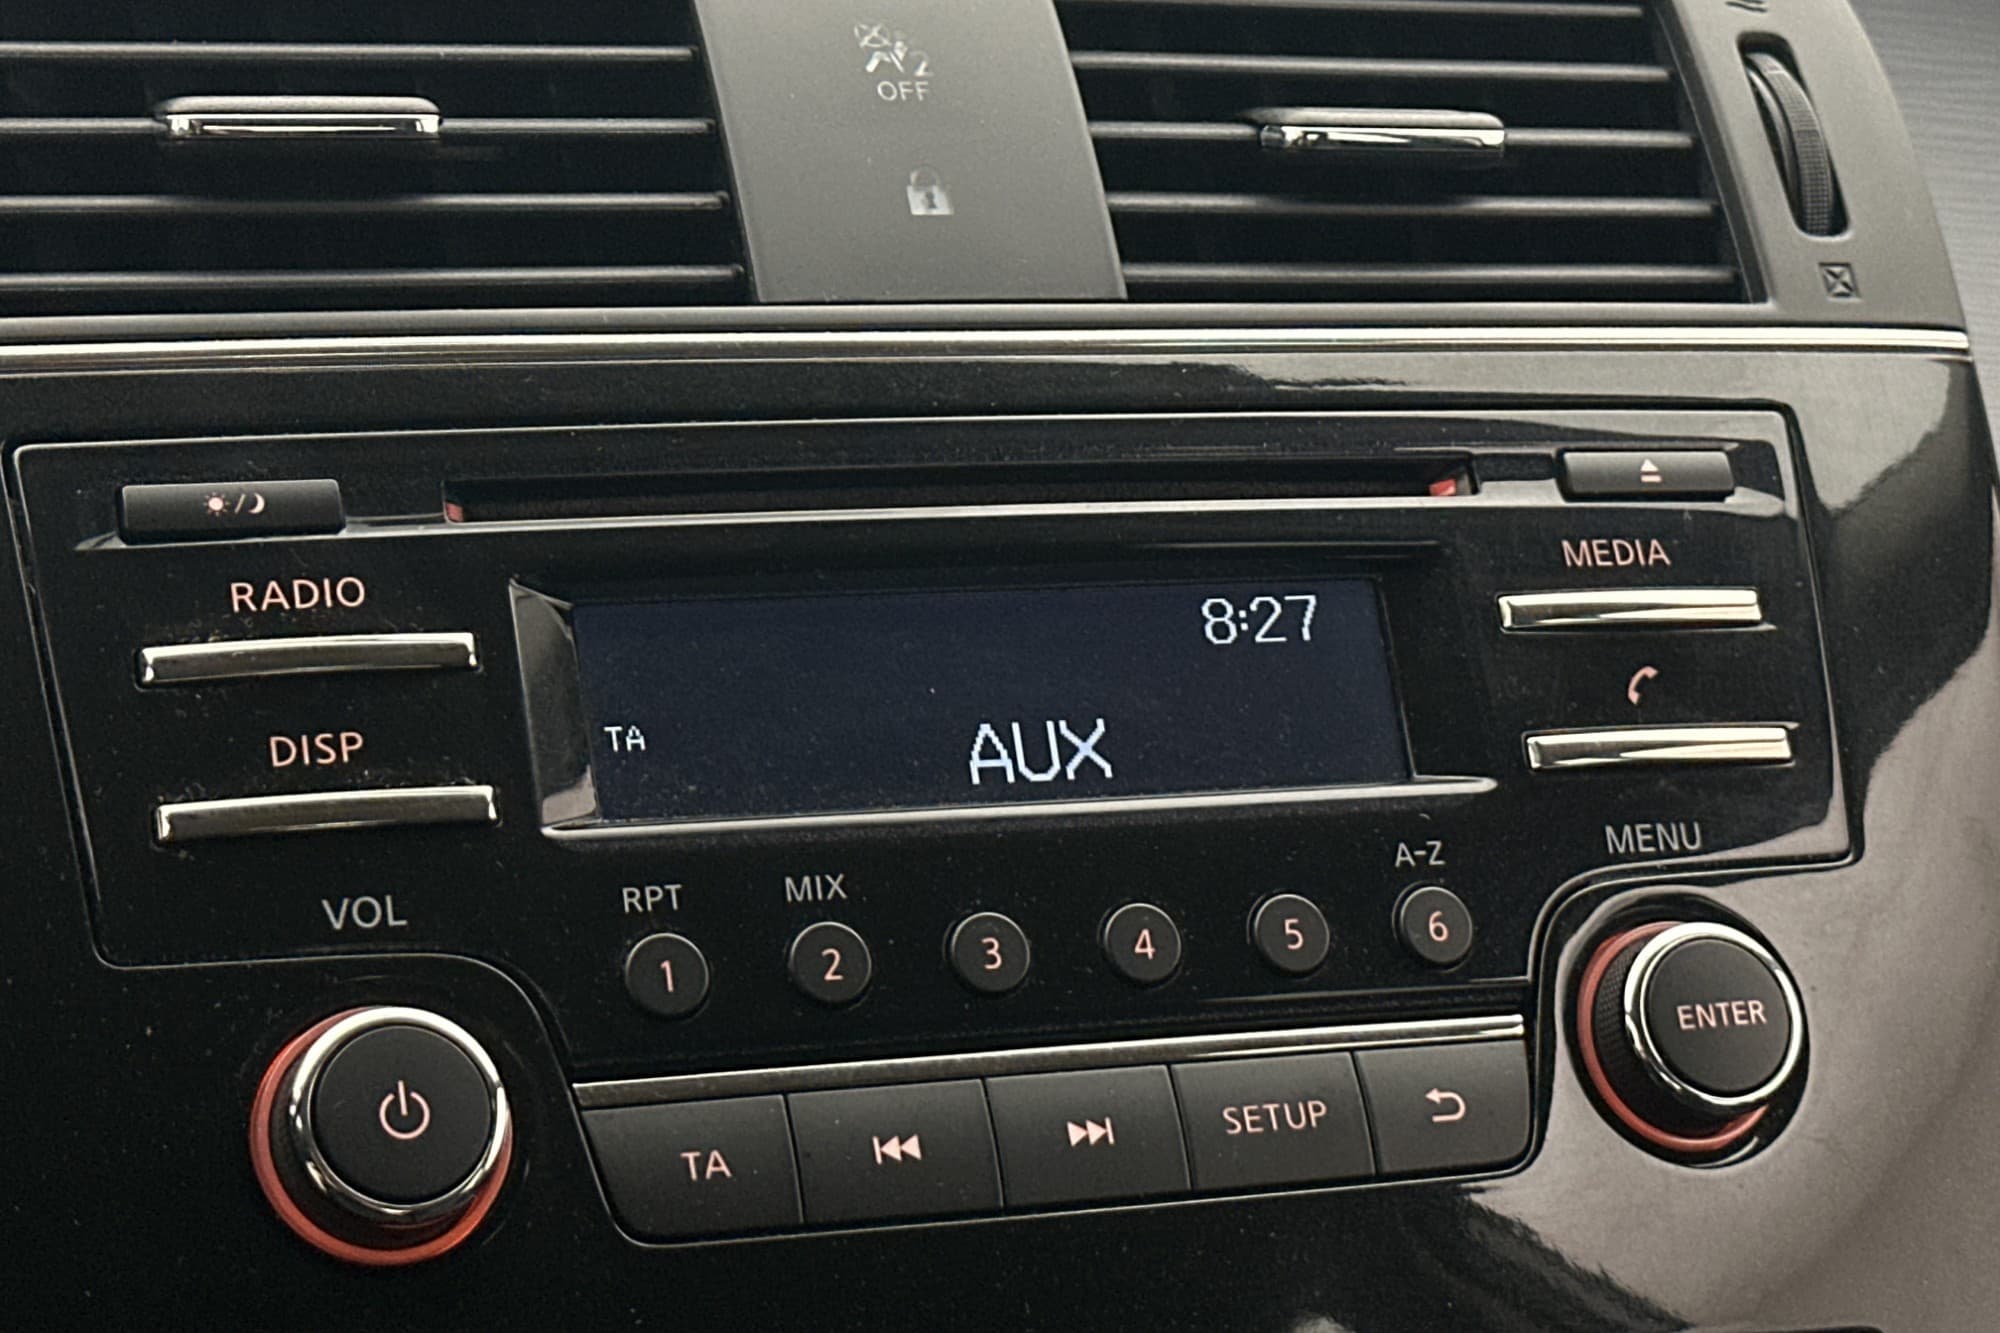 2
OFF
RADIO
MEDIA
8:27
DISP
TA
AUX
VOL
RPT
MIX
A-Z
MENU
1
2
3
4
5
6
ENTER
TA
SETUP